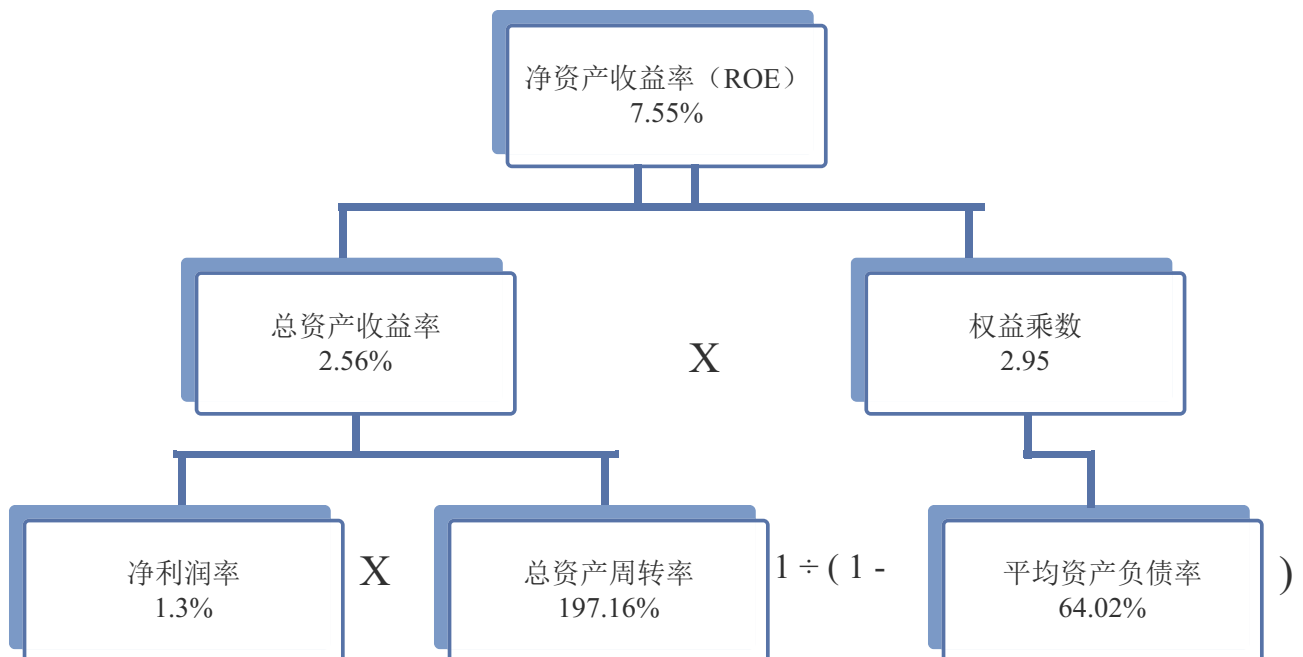 净资产收益率（ROE）
7.55%
总资产收益率
2.56%
X
权益乘数
2.95
净利润率
1.3%
X
总资产周转率
197.16%
1 ÷ ( 1 -
平均资产负债率
64.02%
)